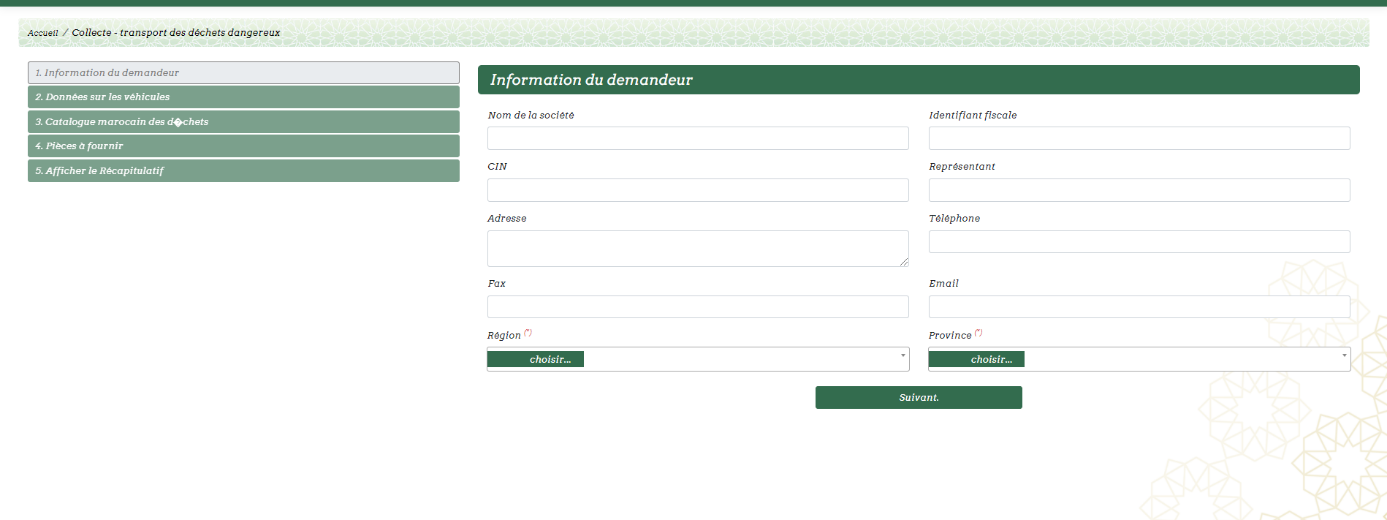 Accueil / Collecte - transport des déchets dangereux
1. Information du demandeur
2. Données sur les véhicules
3. Catalogue marocain des d�chets
4. Pièces à fournir
5. Afficher le Récapitulatif
Information du demandeur
Nom de la société
Identifiant fiscale
CIN
Représentant
Adresse
Téléphone
Fax
Email
Région (*)
Province (*)
choisir...
choisir...
Suivant.